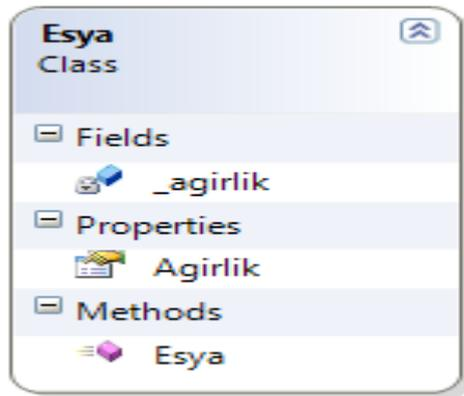 Esya
Class
Fields
_agirlik
Properties
Agirlik
Methods
Esya